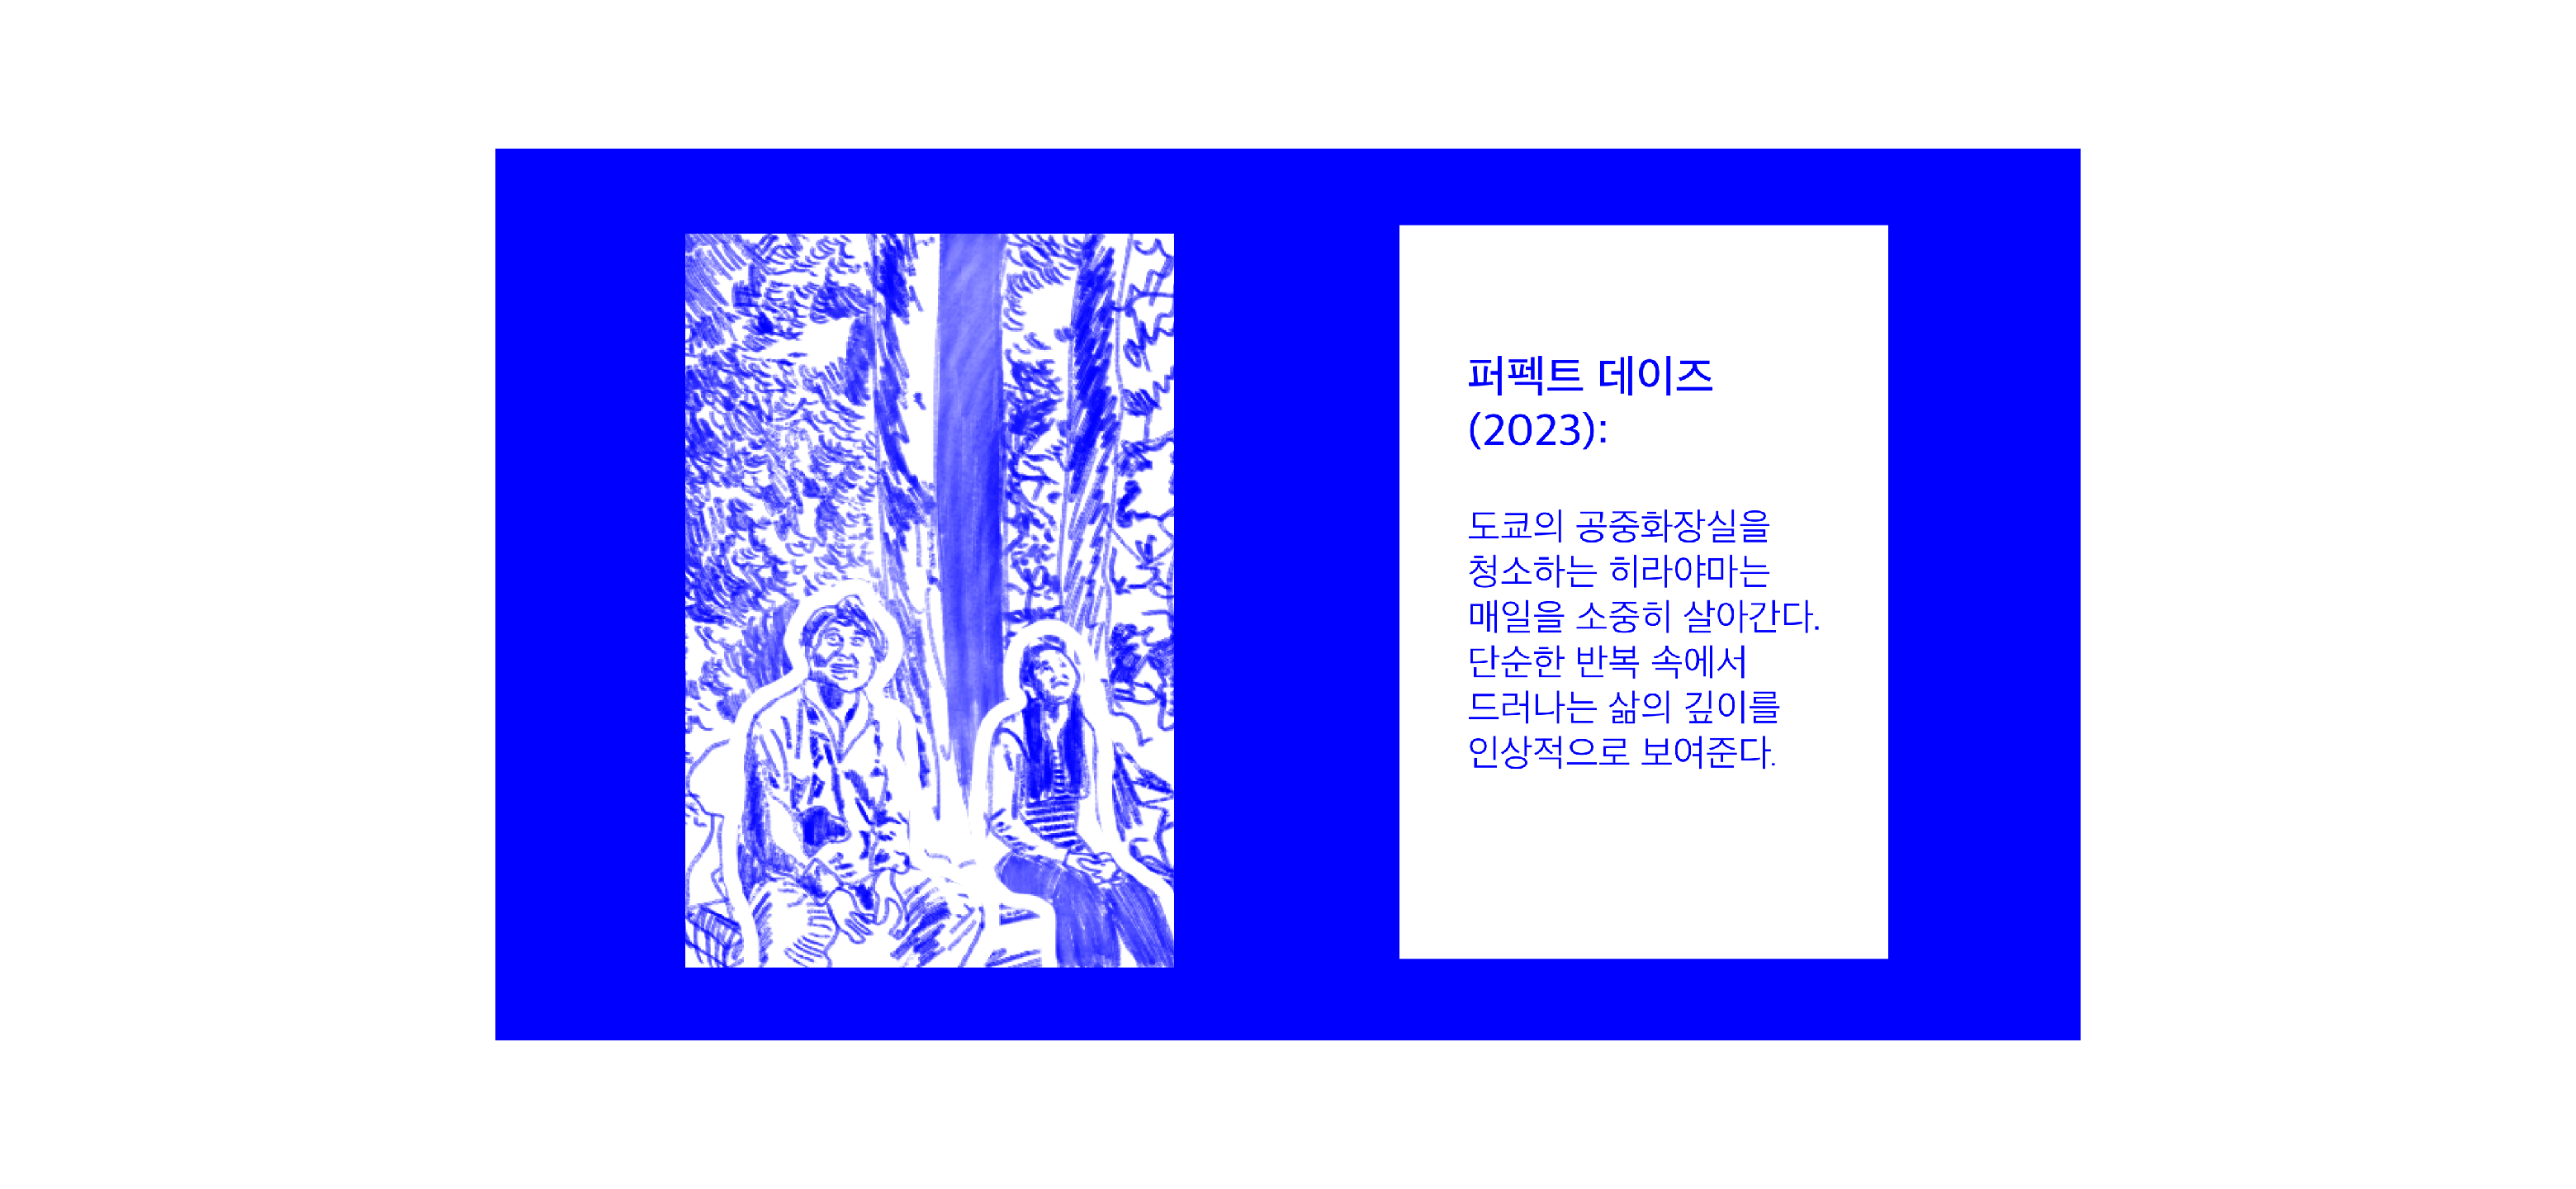 퍼펙트 데이즈
(2023):
도쿄의 공중화장실을
청소하는 히라야마는
매일을 소중히 살아간다.
단순한 반복 속에서
드러나는 삶의 깊이를
인상적으로 보여준다.